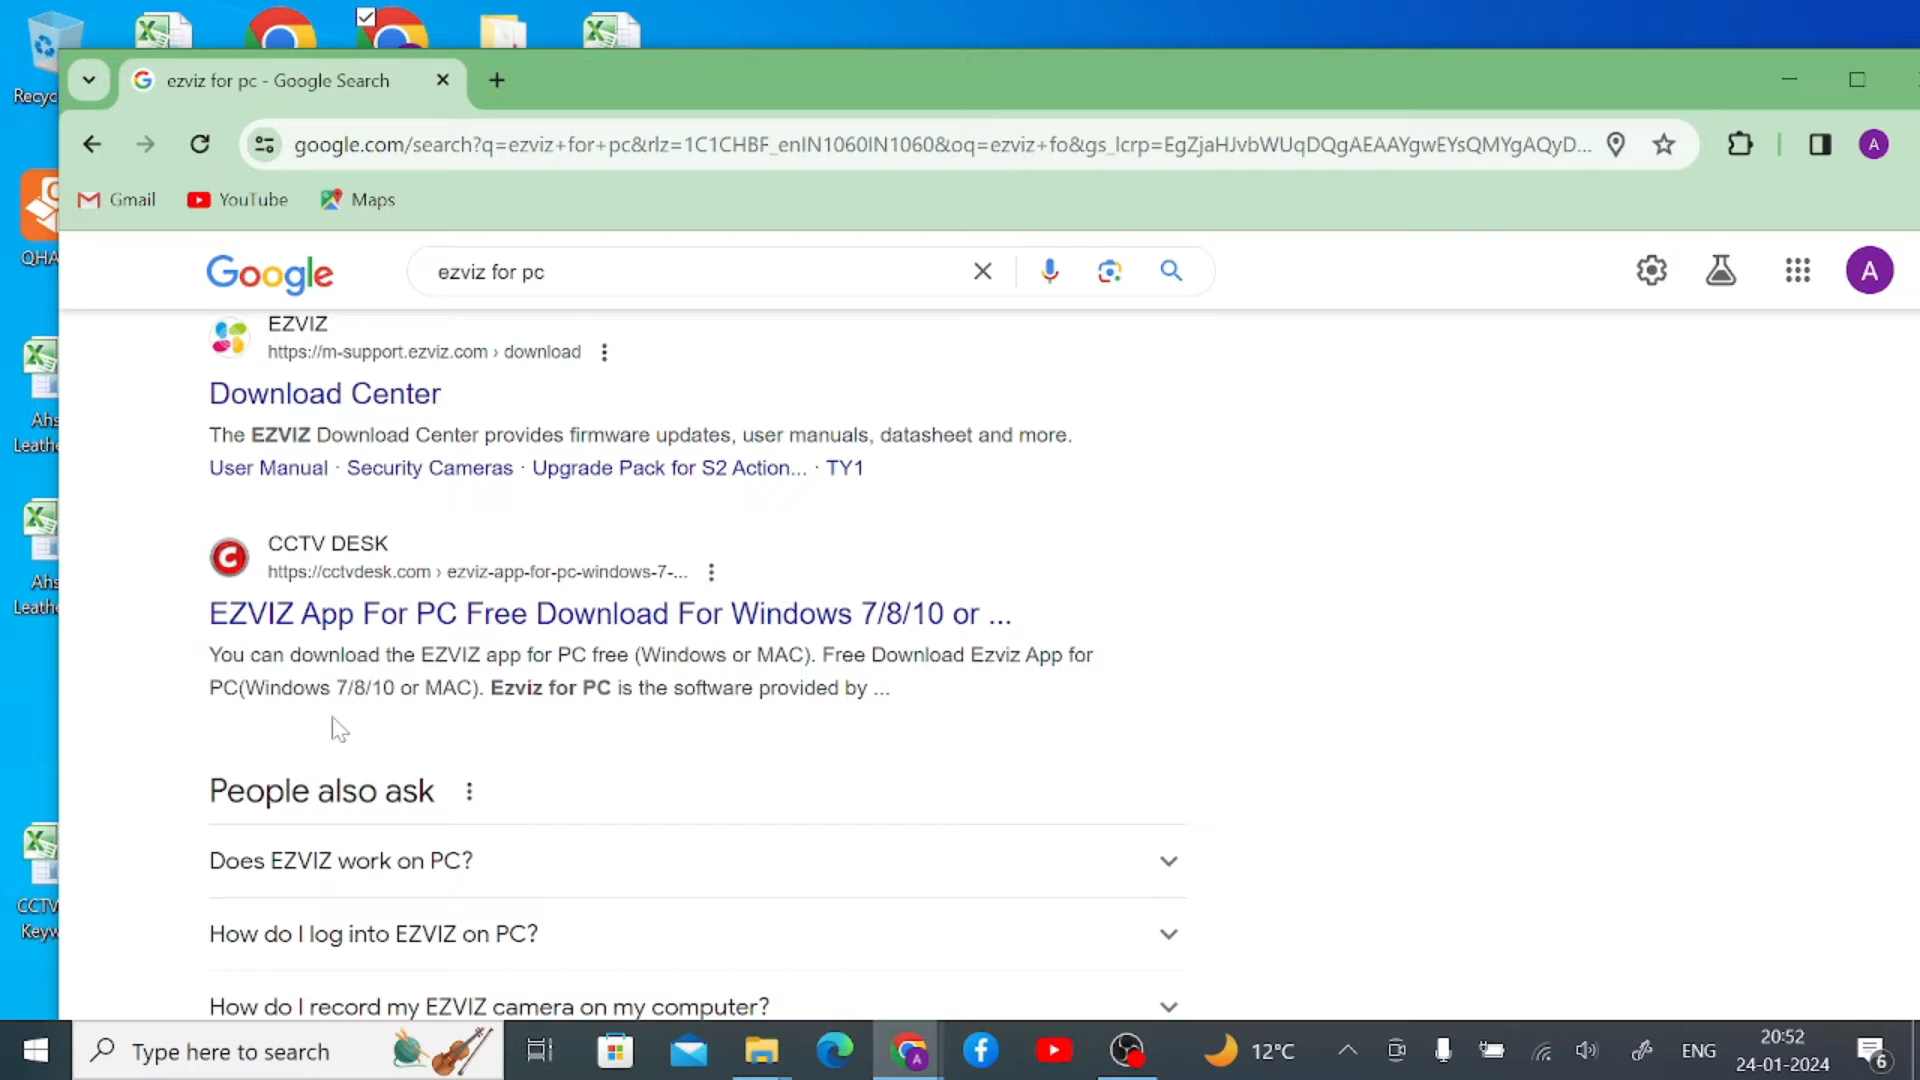 Recyc
ezviz for pc - Google Search
google.com/search?q=ezviz+for+pc&rlz=1C1CHBF_enIN1060IN1060&oq=ezviz+fo&gs_lcrp=EgZjaHJvbWUqDQgAEAAYgwEYsQMYgAQyD...
A
Gmail
YouTube
Maps
QHA
Google
ezviz for pc
A
EZVIZ
https://m-support.ezviz.com › download
Download Center
The EZVIZ Download Center provides firmware updates, user manuals, datasheet and more.
User Manual · Security Cameras · Upgrade Pack for S2 Action... · TY1
Ahs
Leathe
CCTV DESK
https://cctvdesk.com › ezviz-app-for-pc-windows-7-...
EZVIZ App For PC Free Download For Windows 7/8/10 or ...
You can download the EZVIZ app for PC free (Windows or MAC). Free Download Ezviz App for
PC(Windows 7/8/10 or MAC). Ezviz for PC is the software provided by ...
Ahs
Leathe
People also ask
Does EZVIZ work on PC?
How do I log into EZVIZ on PC?
How do I record my EZVIZ camera on my computer?
CCTV
Keyw
Type here to search
12°C
ENG
20:52
24-01-2024
6